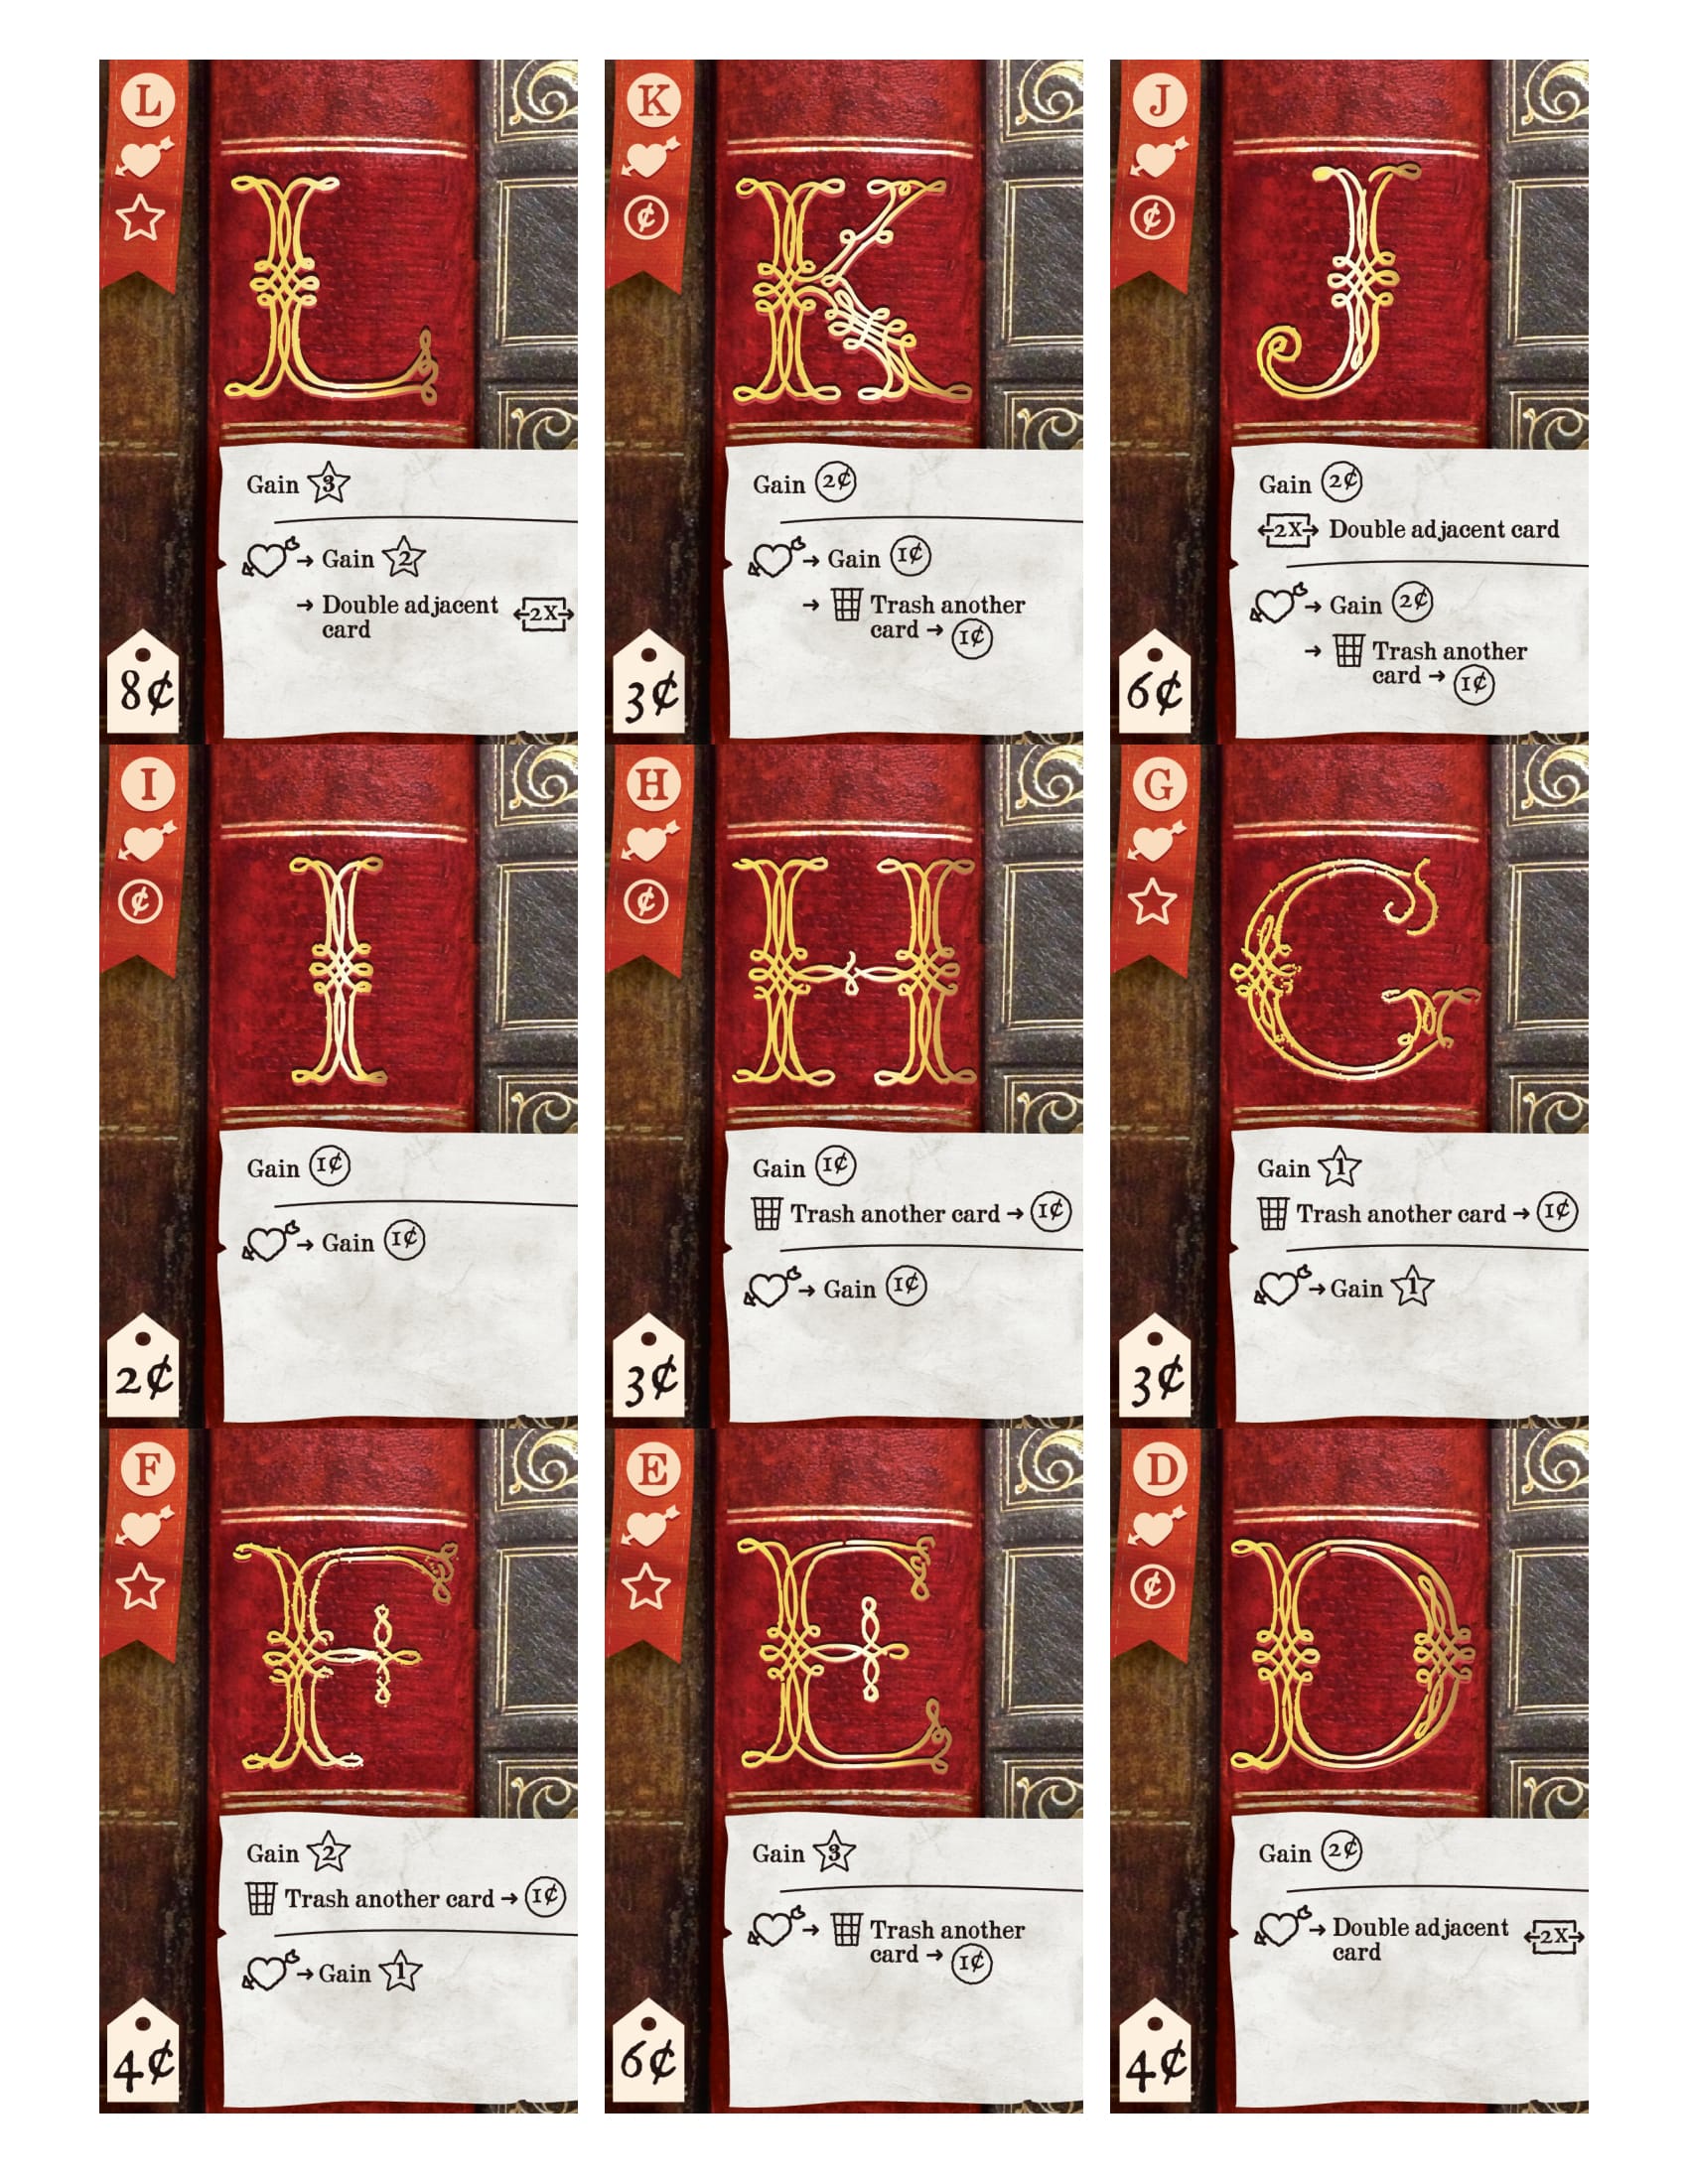 L
L
Gain 3
→ Gain 2
→ Double adjacent ←2X→
card
8¢
K
¢
K
Gain 2¢
→ Gain 1¢
→ Trash another
card → 1¢
3¢
J
¢
J
Gain 2¢
←2X→ Double adjacent card
→ Gain 2¢
→ Trash another
card → 1¢
6¢
I
¢
I
Gain 1¢
→ Gain 1¢
2¢
H
¢
H
Gain 1¢
Trash another card → 1¢
→ Gain 1¢
3¢
G
G
Gain 1
Trash another card → 1¢
→ Gain 1
3¢
F
F
Gain 2
Trash another card → 1¢
→ Gain 1
4¢
E
E
Gain 3
→ Trash another
card → 1¢
6¢
D
¢
D
Gain 2¢
→ Double adjacent ←2X→
card
4¢